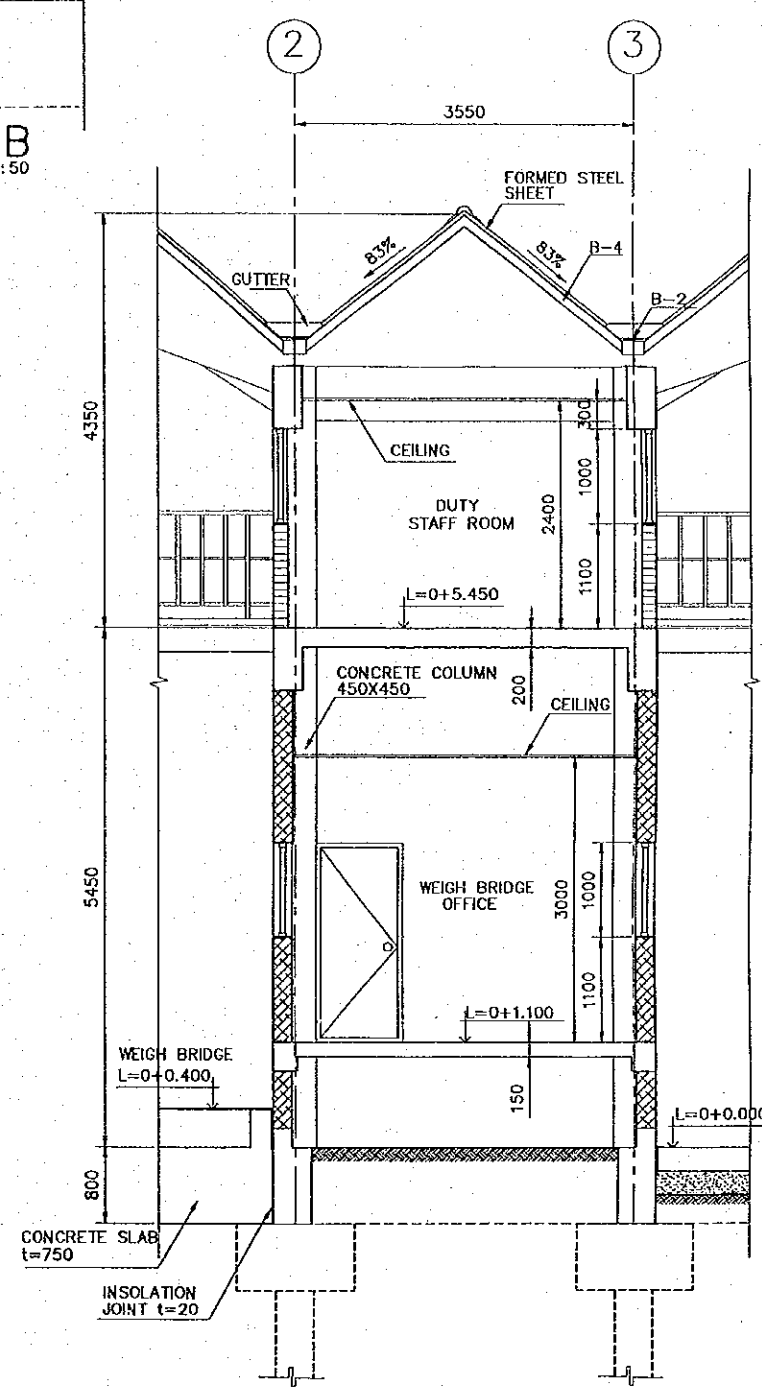 2
3
3550
B
:50
FORMED STEEL
SHEET
83%
83%
B-4
GUTTER
B-2
4350
300
CEILING
1000
DUTY
STAFF ROOM
2400
1100
L=0+5.450
CONCRETE COLUMN
450X450
200
CEILING
5450
WEIGH BRIDGE
OFFICE
3000
1000
1100
L=0+1.100
WEIGH BRIDGE
L=0+0.400
150
L=0+0.000
800
CONCRETE SLAB
t=750
INSOLATION
JOINT t=20